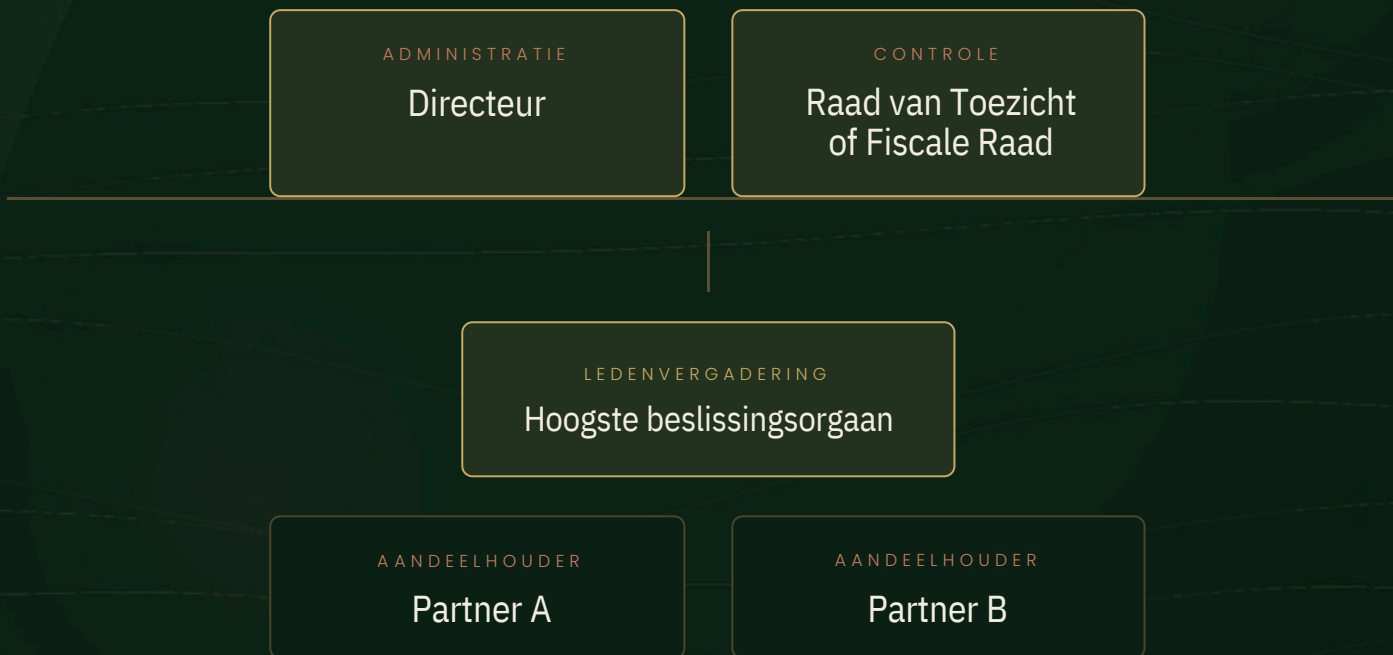 ADMINISTRATIE
Directeur
CONTROLE
Raad van Toezicht
of Fiscale Raad
LEDENVERGADERING
Hoogste beslissingsorgaan
AANDEELHOUDER
Partner A
AANDEELHOUDER
Partner B